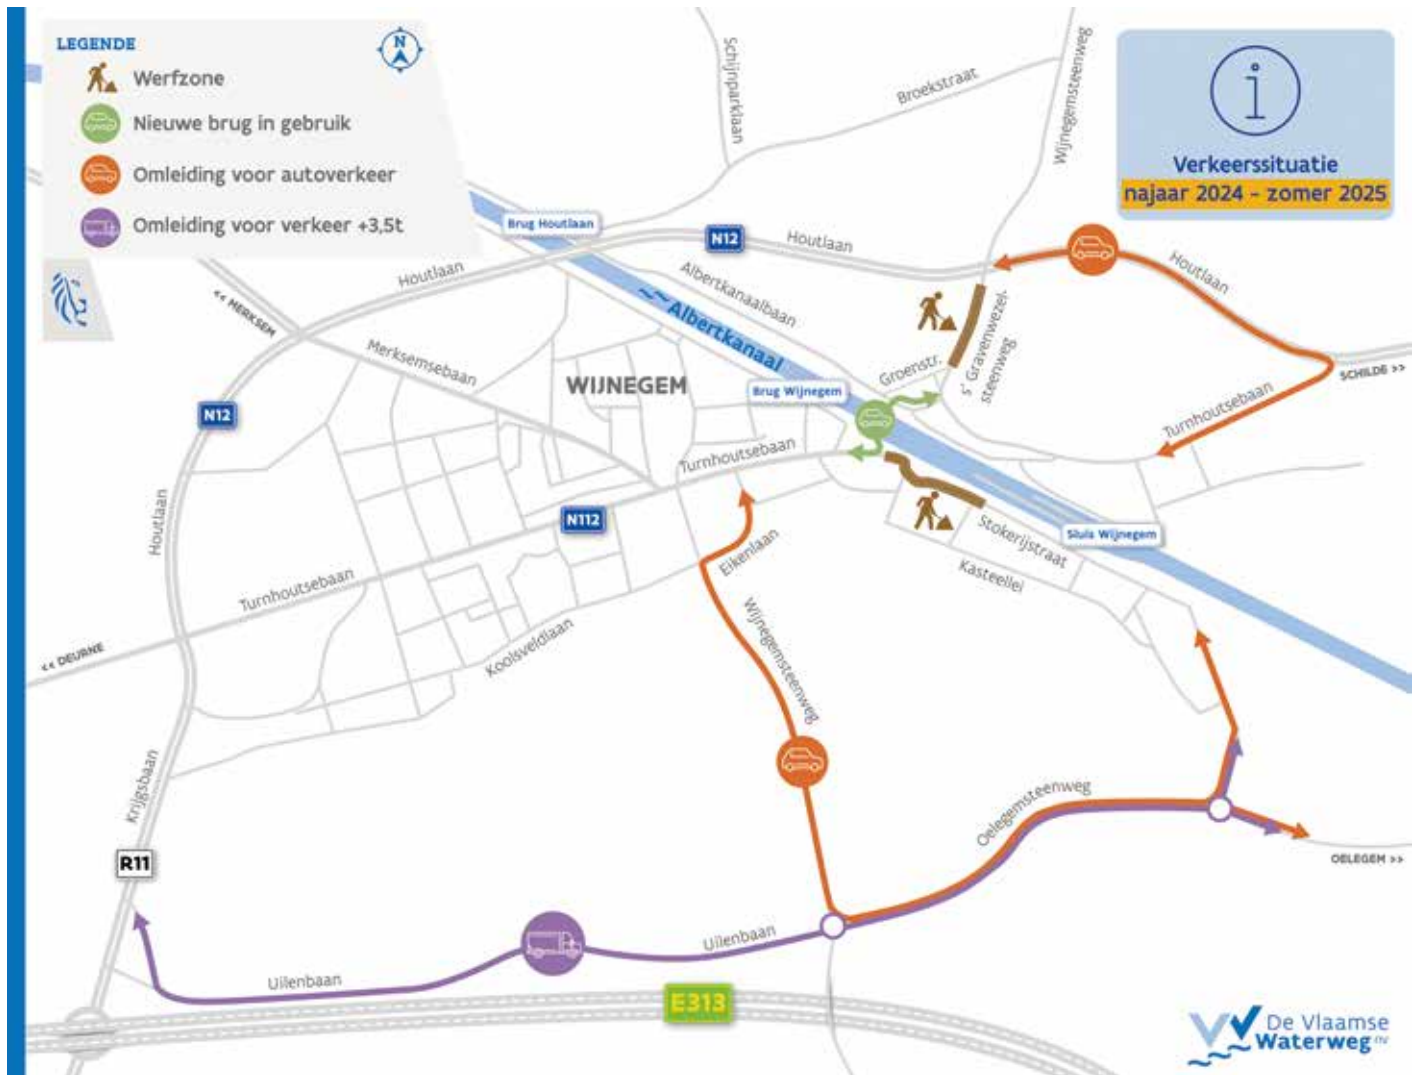 LEGENDE
N
Werfzone
Nieuwe brug in gebruik
Omleiding voor autoverkeer
Omleiding voor verkeer +3,5t
Verkeerssituatie
najaar 2024 - zomer 2025
Schijnparklaan
Broekstraat
Wijnegemsteenweg
Brug Houtlaan
N12
Houtlaan
Houtlaan
Houtlaan
<< MERKSEM
Albertkanaalbaan
Albertkanaal
Merksemsebaan
WIJNEGEM
Groenstr.
s' Gravenwezel-
steenweg
Brug Wijnegem
SCHILDE >>
Turnhoutsebaan
N12
Turnhoutsebaan
Houtlaan
N112
Stokerijstraat
Sluis Wijnegem
Eikenlaan
Kasteellei
Turnhoutsebaan
<< DEURNE
Koolsveldlaan
Wijnegemsteenweg
Krijgsbaan
Oelegemsteenweg
R11
OELEGEM >>
Uilenbaan
Uilenbaan
E313
De Vlaamse
Waterweg nv